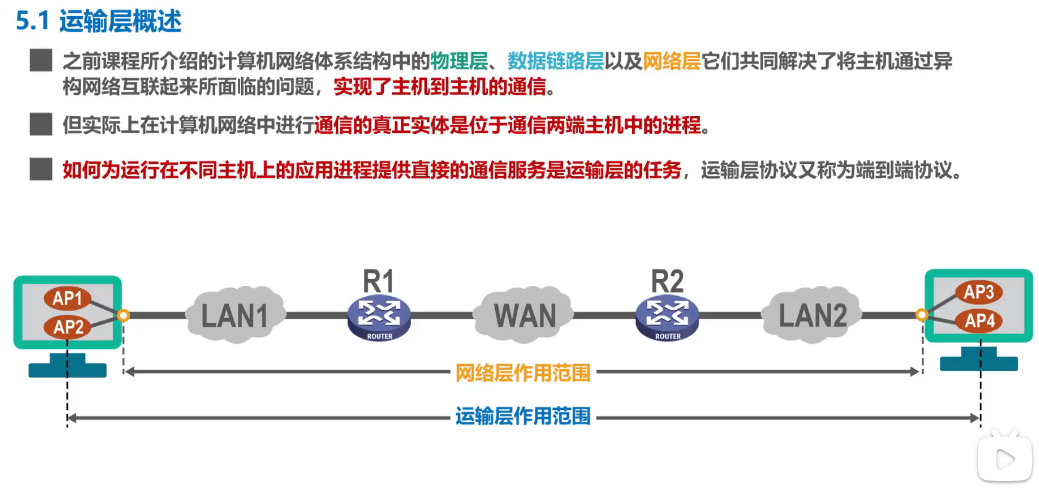 5.1 运输层概述
之前课程所介绍的计算机网络体系结构中的物理层、数据链路层以及网络层它们共同解决了将主机通过异
构网络互联起来所面临的问题，实现了主机到主机的通信。
但实际上在计算机网络中进行通信的真正实体是位于通信两端主机中的进程。
如何为运行在不同主机上的应用进程提供直接的通信服务是运输层的任务，运输层协议又称为端到端协议。
R1
R2
AP1
AP2
LAN1
ROUTER
WAN
ROUTER
LAN2
AP3
AP4
网络层作用范围
运输层作用范围